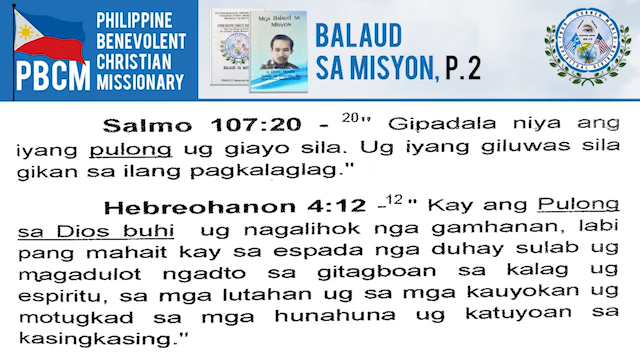 PBCM
PHILIPPINE
BENEVOLENT
CHRISTIAN
MISSIONARY
MGA BALAUD SA
MISYON
BALAUD
SA MISYON, P.2
Salmo 107:20 - 20" Gipadala niya ang
iyang pulong ug giayo sila. Ug iyang giluwas sila
gikan sa ilang pagkalaglag."
Hebreohanon 4:12 -12" Kay ang Pulong
sa Dios buhi ug nagalihok nga gamhanan, labi
pang mahait kay sa espada nga duhay sulab ug
magadulot ngadto sa gitagboan sa kalag ug
espiritu, sa mga lutahan ug sa mga kauyokan ug
motugkad sa mga hunahuna ug katuyoan sa
kasingkasing."